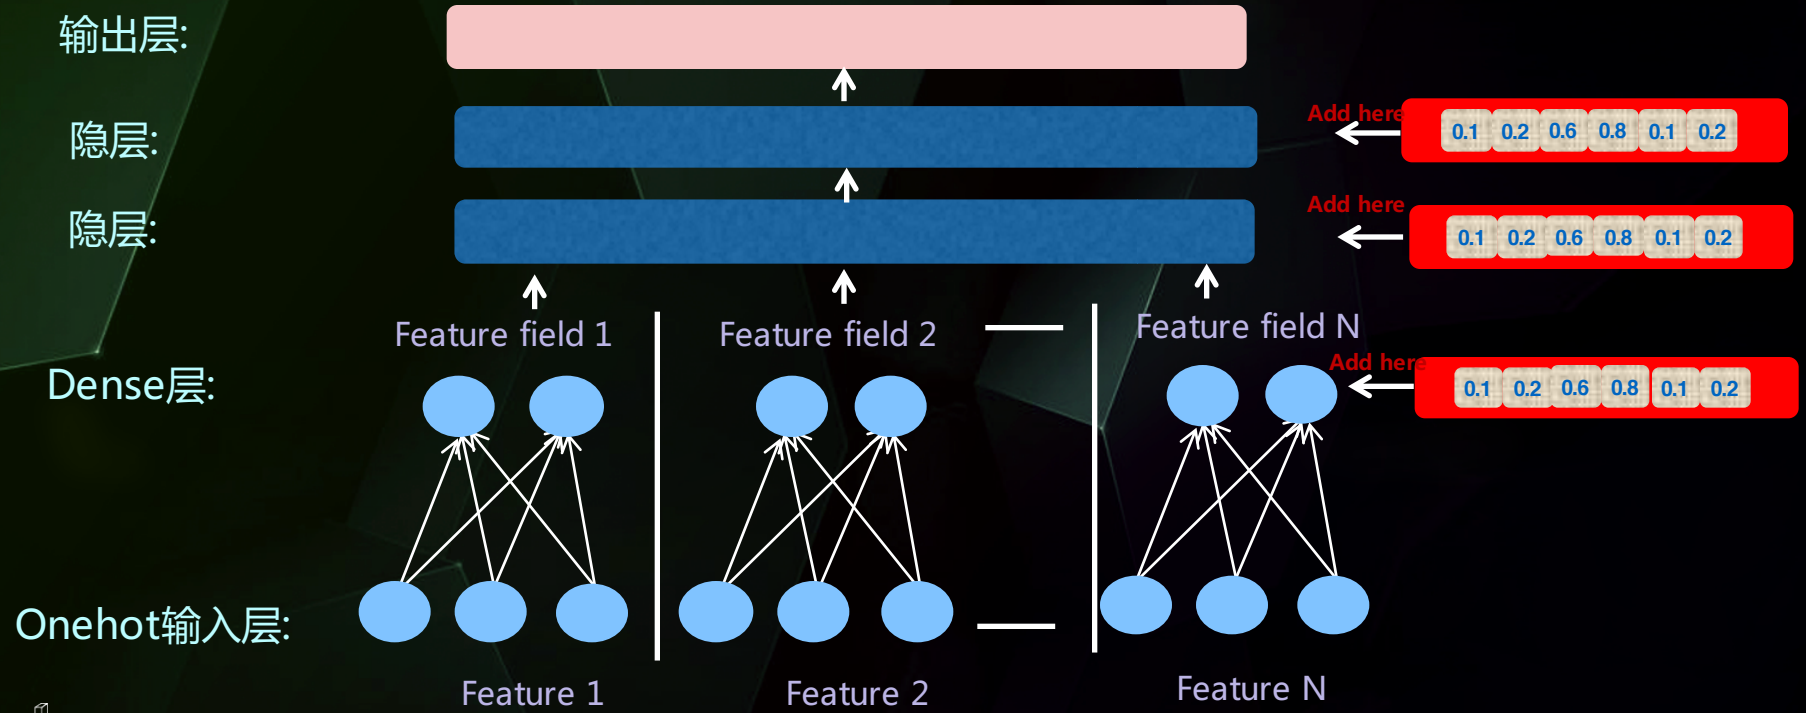 输出层:
隐层:
Add here
0.1 0.2 0.6 0.8 0.1 0.2
隐层:
Add here
0.1 0.2 0.6 0.8 0.1 0.2
Feature field 1
Feature field 2
Feature field N
Dense层:
Add here
0.1 0.2 0.6 0.8 0.1 0.2
Onehot输入层:
Feature 1
Feature 2
Feature N